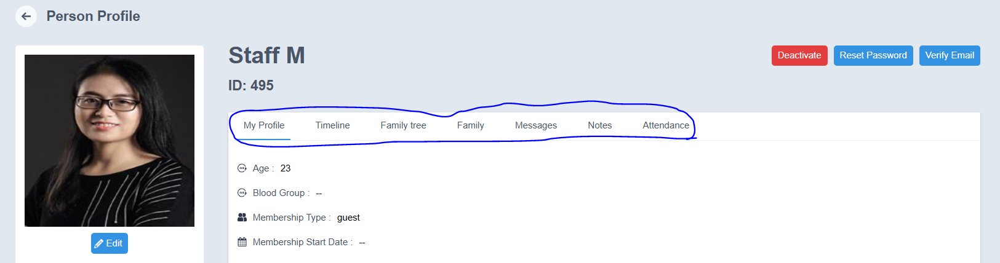 Person Profile
Staff M
ID: 495
Deactivate
Reset Password
Verify Email
My Profile
Timeline
Family tree
Family
Messages
Notes
Attendance
Age : 23
Blood Group : --
Membership Type : guest
Membership Start Date : --
Edit